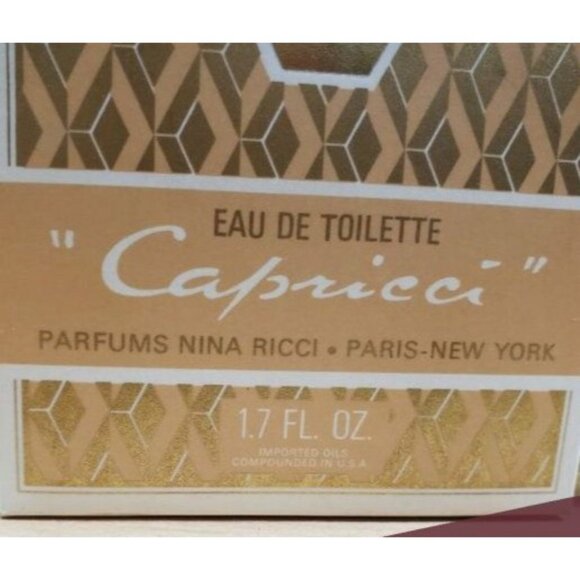 EAU DE TOILETTE
"Capricci"
PARFUMS NINA RICCI • PARIS-NEW YORK
1.7 FL. OZ.
IMPORTED OILS
COMPOUNDED IN U.S.A